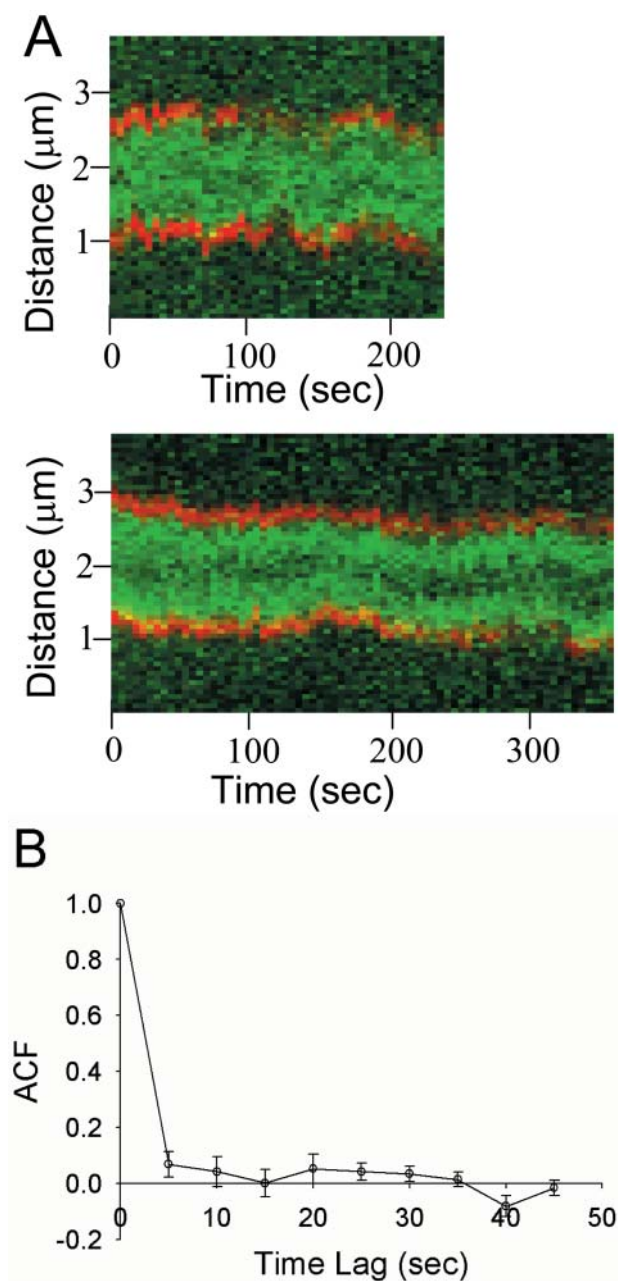 A
Distance (μm)
3
2
1
0 100 200
Time (sec)
Distance (μm)
3
2
1
0 100 200 300
Time (sec)
B
ACF
1.0
0.8
0.6
0.4
0.2
0.0
-0.2
0 10 20 30 40 50
Time Lag (sec)